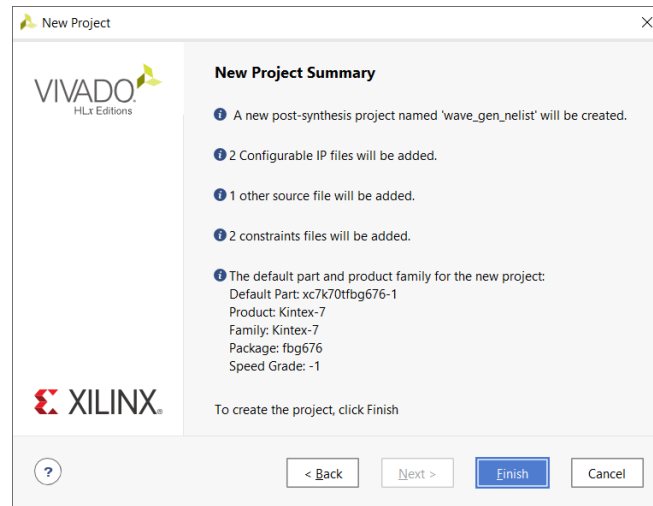 New Project
VIVADO.
HLx Editions
New Project Summary
A new post-synthesis project named 'wave_gen_nelist' will be created.
2 Configurable IP files will be added.
1 other source file will be added.
2 constraints files will be added.
The default part and product family for the new project:
Default Part: xc7k70tfbg676-1
Product: Kintex-7
Family: Kintex-7
Package: fbg676
Speed Grade: -1
XILINX.
To create the project, click Finish
?
< Back
Next >
Finish
Cancel